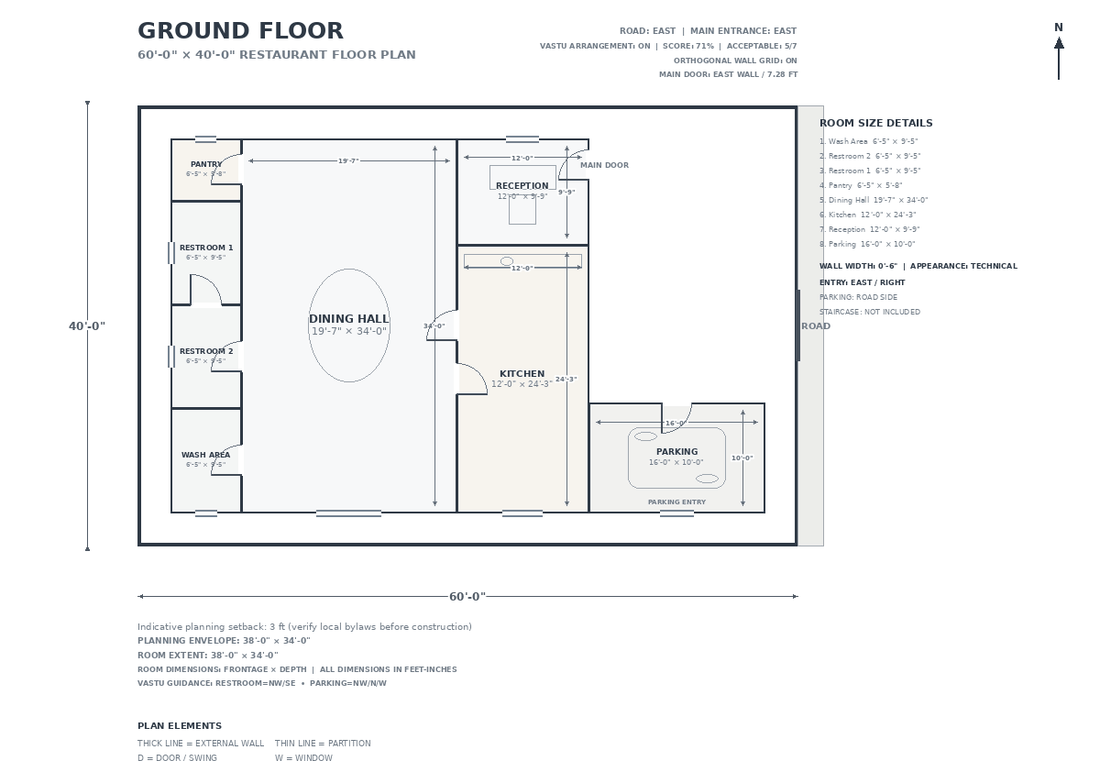 GROUND FLOOR
60'-0" × 40'-0" RESTAURANT FLOOR PLAN
ROAD: EAST | MAIN ENTRANCE: EAST
VASTU ARRANGEMENT: ON | SCORE: 71% | ACCEPTABLE: 5/7
ORTHOGONAL WALL GRID: ON
MAIN DOOR: EAST WALL / 7.28 FT
N
ROOM SIZE DETAILS
1. Wash Area 6'-5" × 9'-5"
2. Restroom 2 6'-5" × 9'-5"
3. Restroom 1 6'-5" × 9'-5"
4. Pantry 6'-5" × 5'-8"
5. Dining Hall 19'-7" × 34'-0"
6. Kitchen 12'-0" × 24'-3"
7. Reception 12'-0" × 9'-9"
8. Parking 16'-0" × 10'-0"
WALL WIDTH: 0'-6" | APPEARANCE: TECHNICAL
ENTRY: EAST / RIGHT
PARKING: ROAD SIDE
STAIRCASE: NOT INCLUDED
ROAD
PANTRY
6'-5" × 5'-8"
19'-7"
12'-0"
MAIN DOOR
RECEPTION
12'-0" × 9'-9"
9'-9"
RESTROOM 1
6'-5" × 9'-5"
12'-0"
DINING HALL
19'-7" × 34'-0"
34'-0"
40'-0"
RESTROOM 2
6'-5" × 9'-5"
KITCHEN
12'-0" × 24'-3"
24'-3"
16'-0"
WASH AREA
6'-5" × 9'-5"
PARKING
16'-0" × 10'-0"
10'-0"
PARKING ENTRY
60'-0"
Indicative planning setback: 3 ft (verify local bylaws before construction)
PLANNING ENVELOPE: 38'-0" × 34'-0"
ROOM EXTENT: 38'-0" × 34'-0"
ROOM DIMENSIONS: FRONTAGE × DEPTH | ALL DIMENSIONS IN FEET-INCHES
VASTU GUIDANCE: RESTROOM=NW/SE • PARKING=NW/N/W
PLAN ELEMENTS
THICK LINE = EXTERNAL WALL THIN LINE = PARTITION
D = DOOR / SWING W = WINDOW